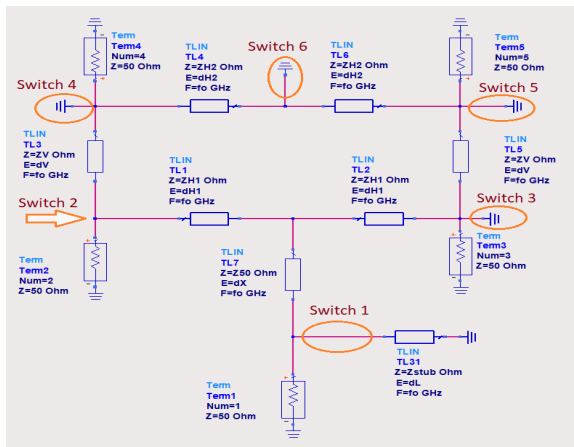 Term
Term4
Num=4
Z=50 Ohm
TLIN
TL4
Z=ZH2 Ohm
E=dH2
F=fo GHz
Switch 6
TLIN
TL6
Z=ZH2 Ohm
E=dH2
F=fo GHz
Term
Term5
Num=5
Z=50 Ohm
Switch 4
Switch 5
TLIN
TL3
Z=ZV Ohm
E=dV
F=fo GHz
TLIN
TL1
Z=ZH1 Ohm
E=dH1
F=fo GHz
TLIN
TL2
Z=ZH1 Ohm
E=dH1
F=fo GHz
TLIN
TL5
Z=ZV Ohm
E=dV
F=fo GHz
Switch 2
Switch 3
Term
Term2
Num=2
Z=50 Ohm
TLIN
TL7
Z=Z50 Ohm
E=dX
F=fo GHz
Term
Term3
Num=3
Z=50 Ohm
Switch 1
TLIN
TL31
Z=Zstub Ohm
E=dL
F=fo GHz
Term
Term1
Num=1
Z=50 Ohm